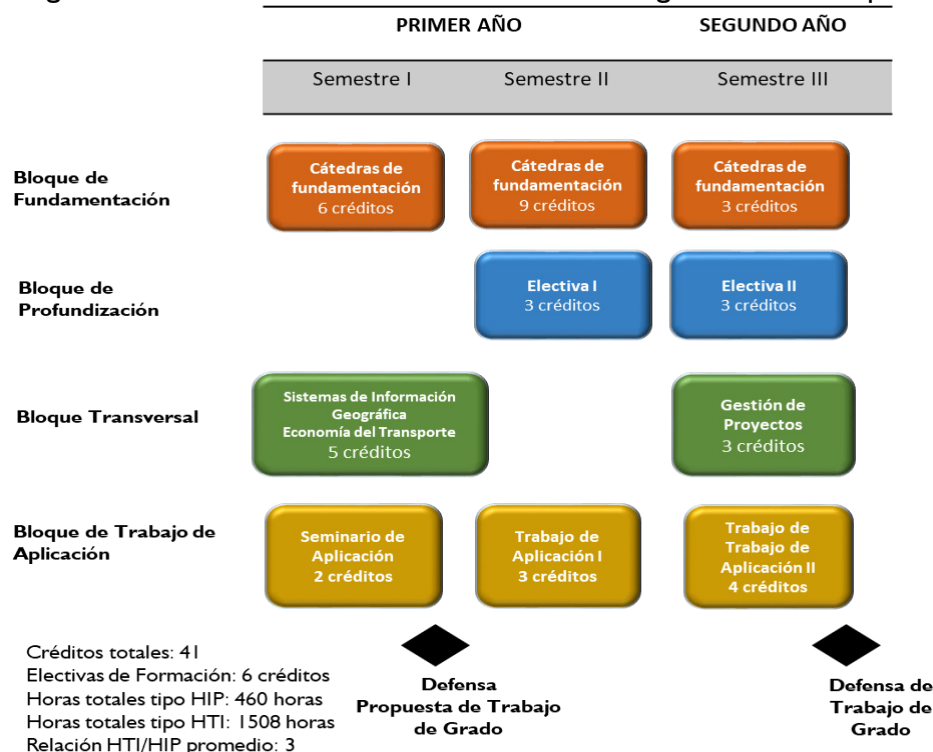 PRIMER AÑO
SEGUNDO AÑO
Semestre I
Semestre II
Semestre III
Bloque de
Fundamentación
Cátedras de
fundamentación
6 créditos
Cátedras de
fundamentación
9 créditos
Cátedras de
fundamentación
3 créditos
Bloque de
Profundización
Electiva I
3 créditos
Electiva II
3 créditos
Bloque Transversal
Sistemas de Información
Geográfica
Economía del Transporte
5 créditos
Gestión de
Proyectos
3 créditos
Bloque de Trabajo de
Aplicación
Seminario de
Aplicación
2 créditos
Trabajo de
Aplicación I
3 créditos
Trabajo de
Trabajo de
Aplicación II
4 créditos
Créditos totales: 41
Electivas de Formación: 6 créditos
Horas totales tipo HIP: 460 horas
Horas totales tipo HTI: 1508 horas
Relación HTI/HIP promedio: 3
Defensa
Propuesta de Trabajo
de Grado
Defensa de
Trabajo de
Grado